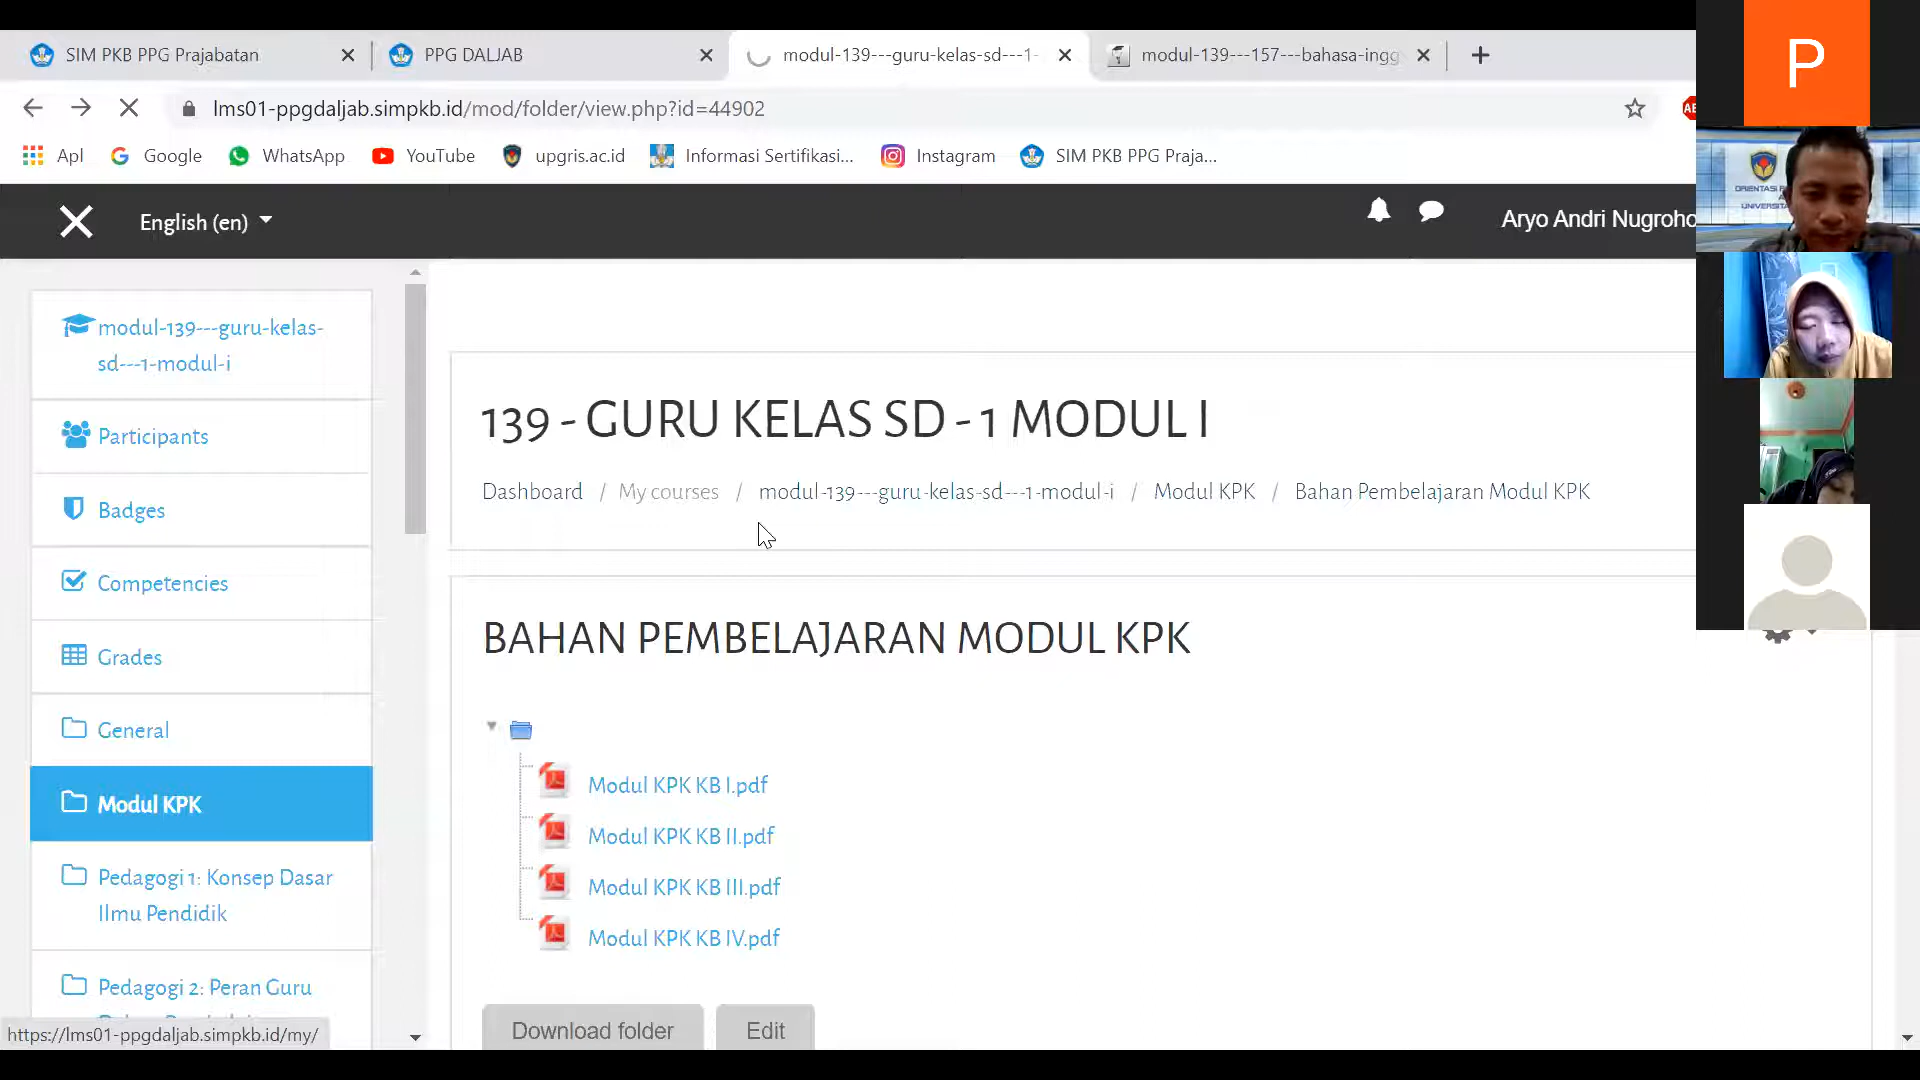 SIM PKB PPG Prajabatan
PPG DALJAB
modul-139---guru-kelas-sd---1-
modul-139---157---bahasa-ingg
lms01-ppgdaljab.simpkb.id/mod/folder/view.php?id=44902
Apl
Google
WhatsApp
YouTube
upgris.ac.id
Informasi Sertifikasi...
Instagram
SIM PKB PPG Praja...
English (en)
Aryo Andri Nugroho
P
modul-139---guru-kelas-
sd---1-modul-i
Participants
Badges
Competencies
Grades
General
Modul KPK
Pedagogi 1: Konsep Dasar
Ilmu Pendidik
Pedagogi 2: Peran Guru
https://lms01-ppgdaljab.simpkb.id/my/
139 - GURU KELAS SD - 1 MODUL I
Dashboard / My courses / modul-139---guru-kelas-sd---1-modul-i / Modul KPK / Bahan Pembelajaran Modul KPK
BAHAN PEMBELAJARAN MODUL KPK
Modul KPK KB I.pdf
Modul KPK KB II.pdf
Modul KPK KB III.pdf
Modul KPK KB IV.pdf
Download folder
Edit